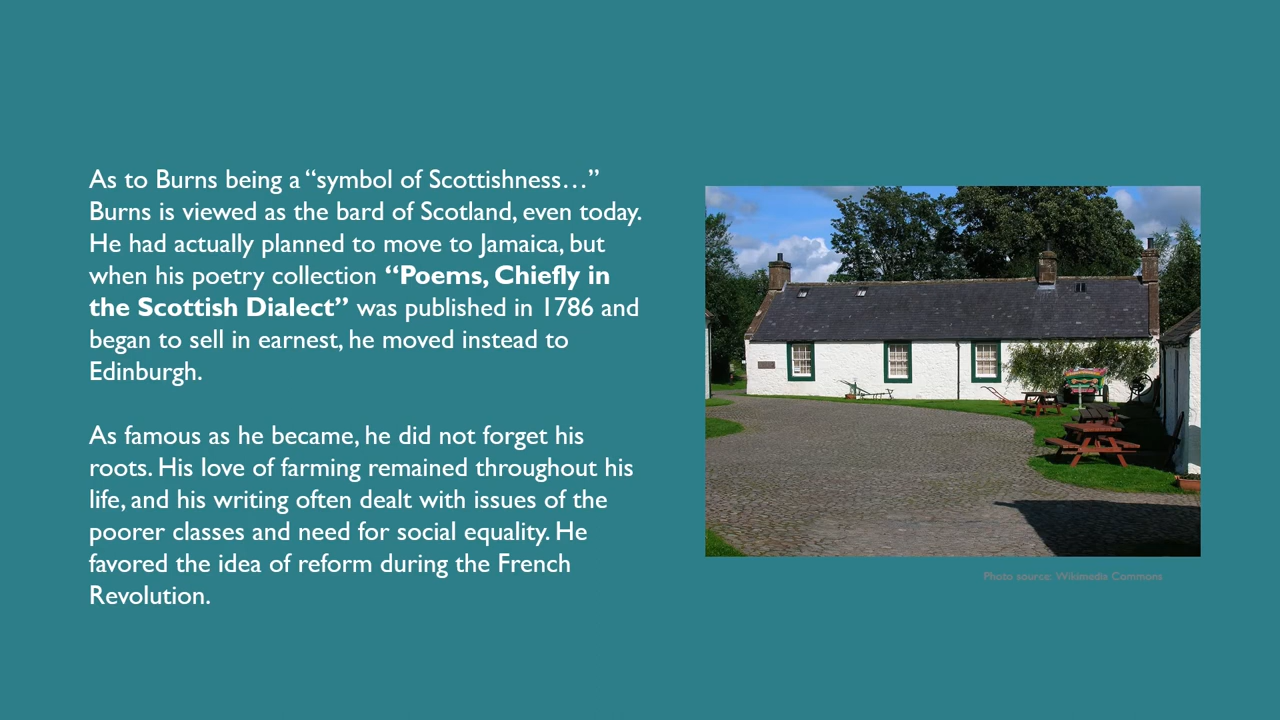 As to Burns being a “symbol of Scottishness…”
Burns is viewed as the bard of Scotland, even today.
He had actually planned to move to Jamaica, but
when his poetry collection “Poems, Chiefly in
the Scottish Dialect” was published in 1786 and
began to sell in earnest, he moved instead to
Edinburgh.
As famous as he became, he did not forget his
roots. His love of farming remained throughout his
life, and his writing often dealt with issues of the
poorer classes and need for social equality. He
favored the idea of reform during the French
Revolution.
Photo source: Wikimedia Commons